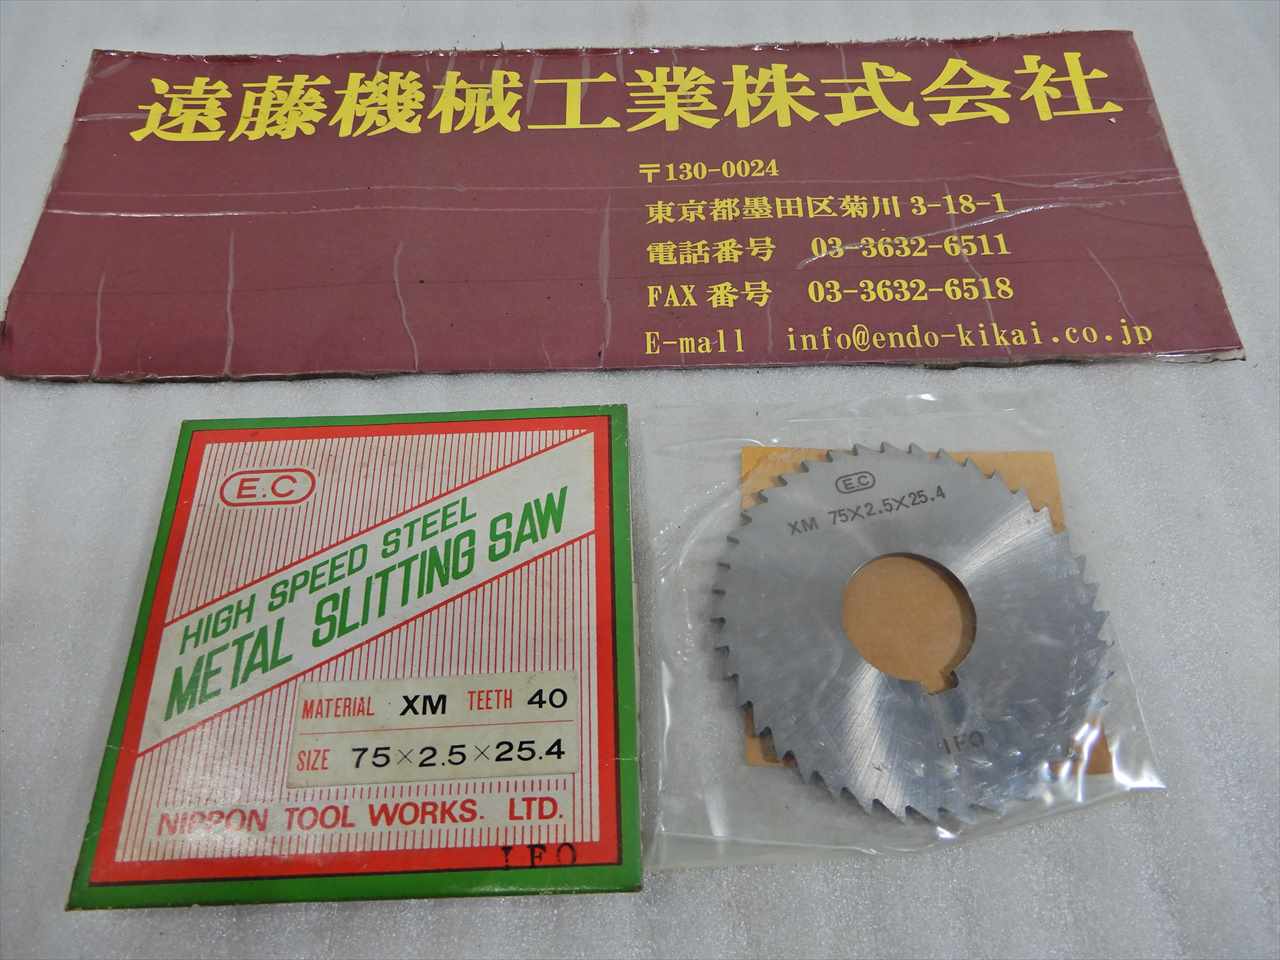 遠藤機械工業株式会社
〒130-0024
東京都墨田区菊川 3-18-1
電話番号 03-3632-6511
FAX 番号 03-3632-6518
E-mall info@endo-kikai.co.jp
E.C
HIGH SPEED STEEL
METAL SLITTING SAW
MATERIAL XM TEETH 40
SIZE 75×2.5×25.4
NIPPON TOOL WORKS. LTD.
IFO
E.C
XM 75×2.5×25.4
IFO